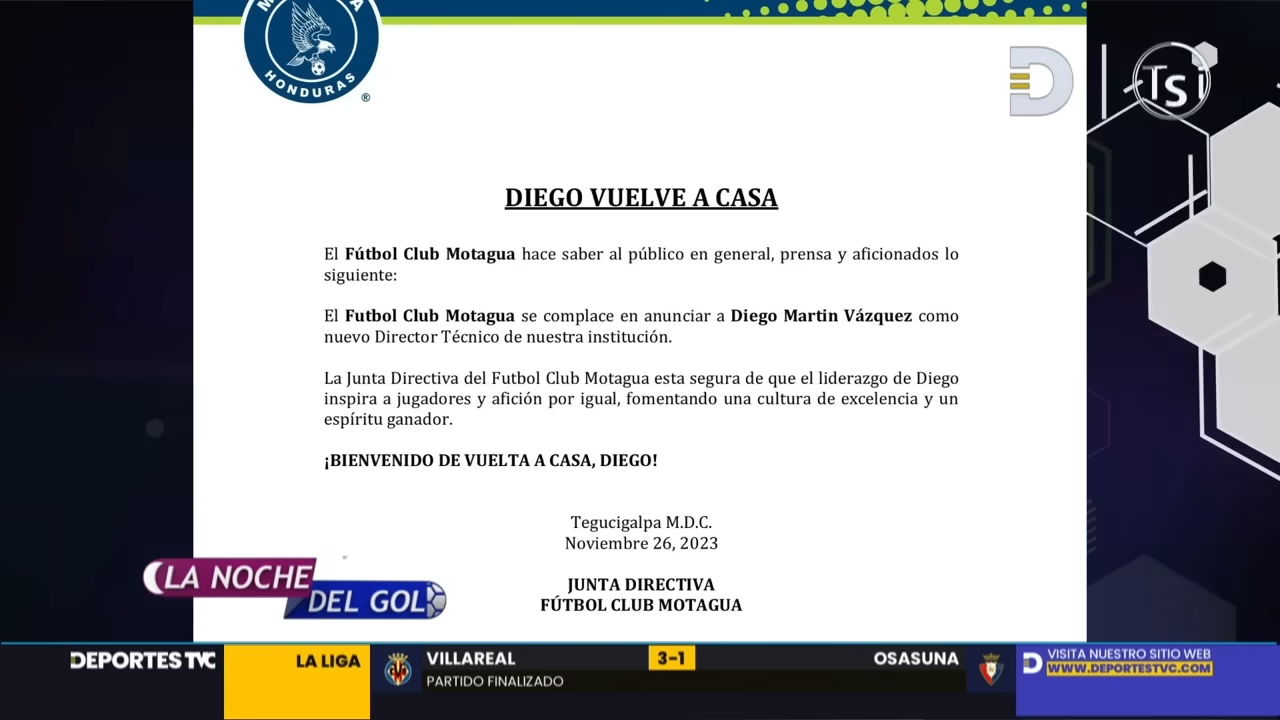 HONDURAS
®
D
Tsi
DIEGO VUELVE A CASA
El Fútbol Club Motagua hace saber al público en general, prensa y aficionados lo
siguiente:
El Futbol Club Motagua se complace en anunciar a Diego Martin Vázquez como
nuevo Director Técnico de nuestra institución.
La Junta Directiva del Futbol Club Motagua esta segura de que el liderazgo de Diego
inspira a jugadores y afición por igual, fomentando una cultura de excelencia y un
espíritu ganador.
¡BIENVENIDO DE VUELTA A CASA, DIEGO!
Tegucigalpa M.D.C.
Noviembre 26, 2023
JUNTA DIRECTIVA
FÚTBOL CLUB MOTAGUA
LA NOCHE
DEL GOL
DEPORTES TVC
LA LIGA
VILLAREAL
3-1
OSASUNA
PARTIDO FINALIZADO
D
VISITA NUESTRO SITIO WEB
WWW.DEPORTESTVC.COM